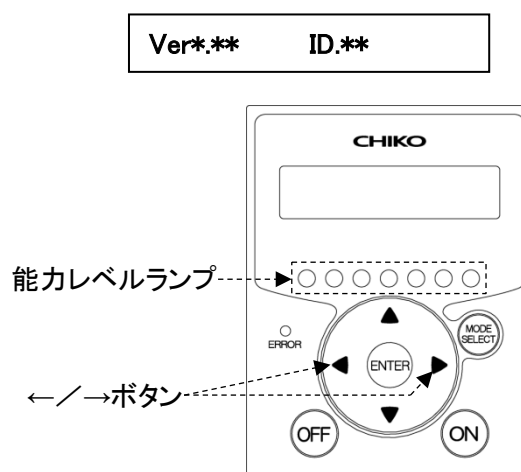 Ver*.** ID.**
CHIKO
能力レベルランプ
ERROR
MODE
SELECT
ENTER
←／→ボタン
OFF
ON